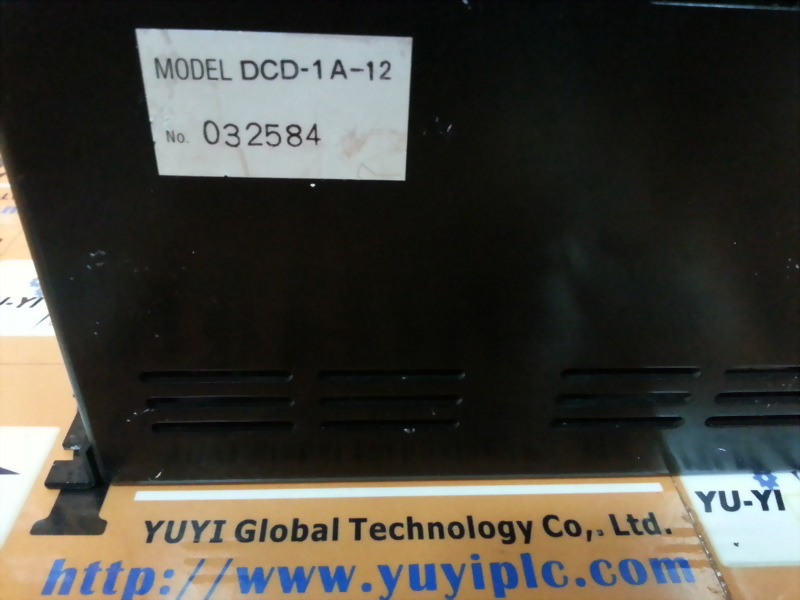 MODEL DCD-1A-12
No. 032584
YU-YI
YUYI Global Technology Co,. Ltd.
http://www.yuyiplc.com